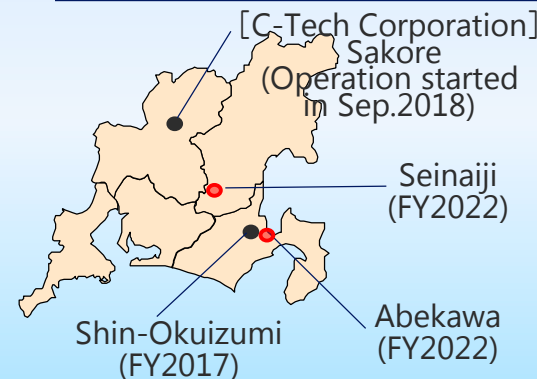 [C-Tech Corporation]
Sakore
(Operation started
in Sep.2018)
Seinaiji
(FY2022)
Shin-Okuizumi
(FY2017)
Abekawa
(FY2022)